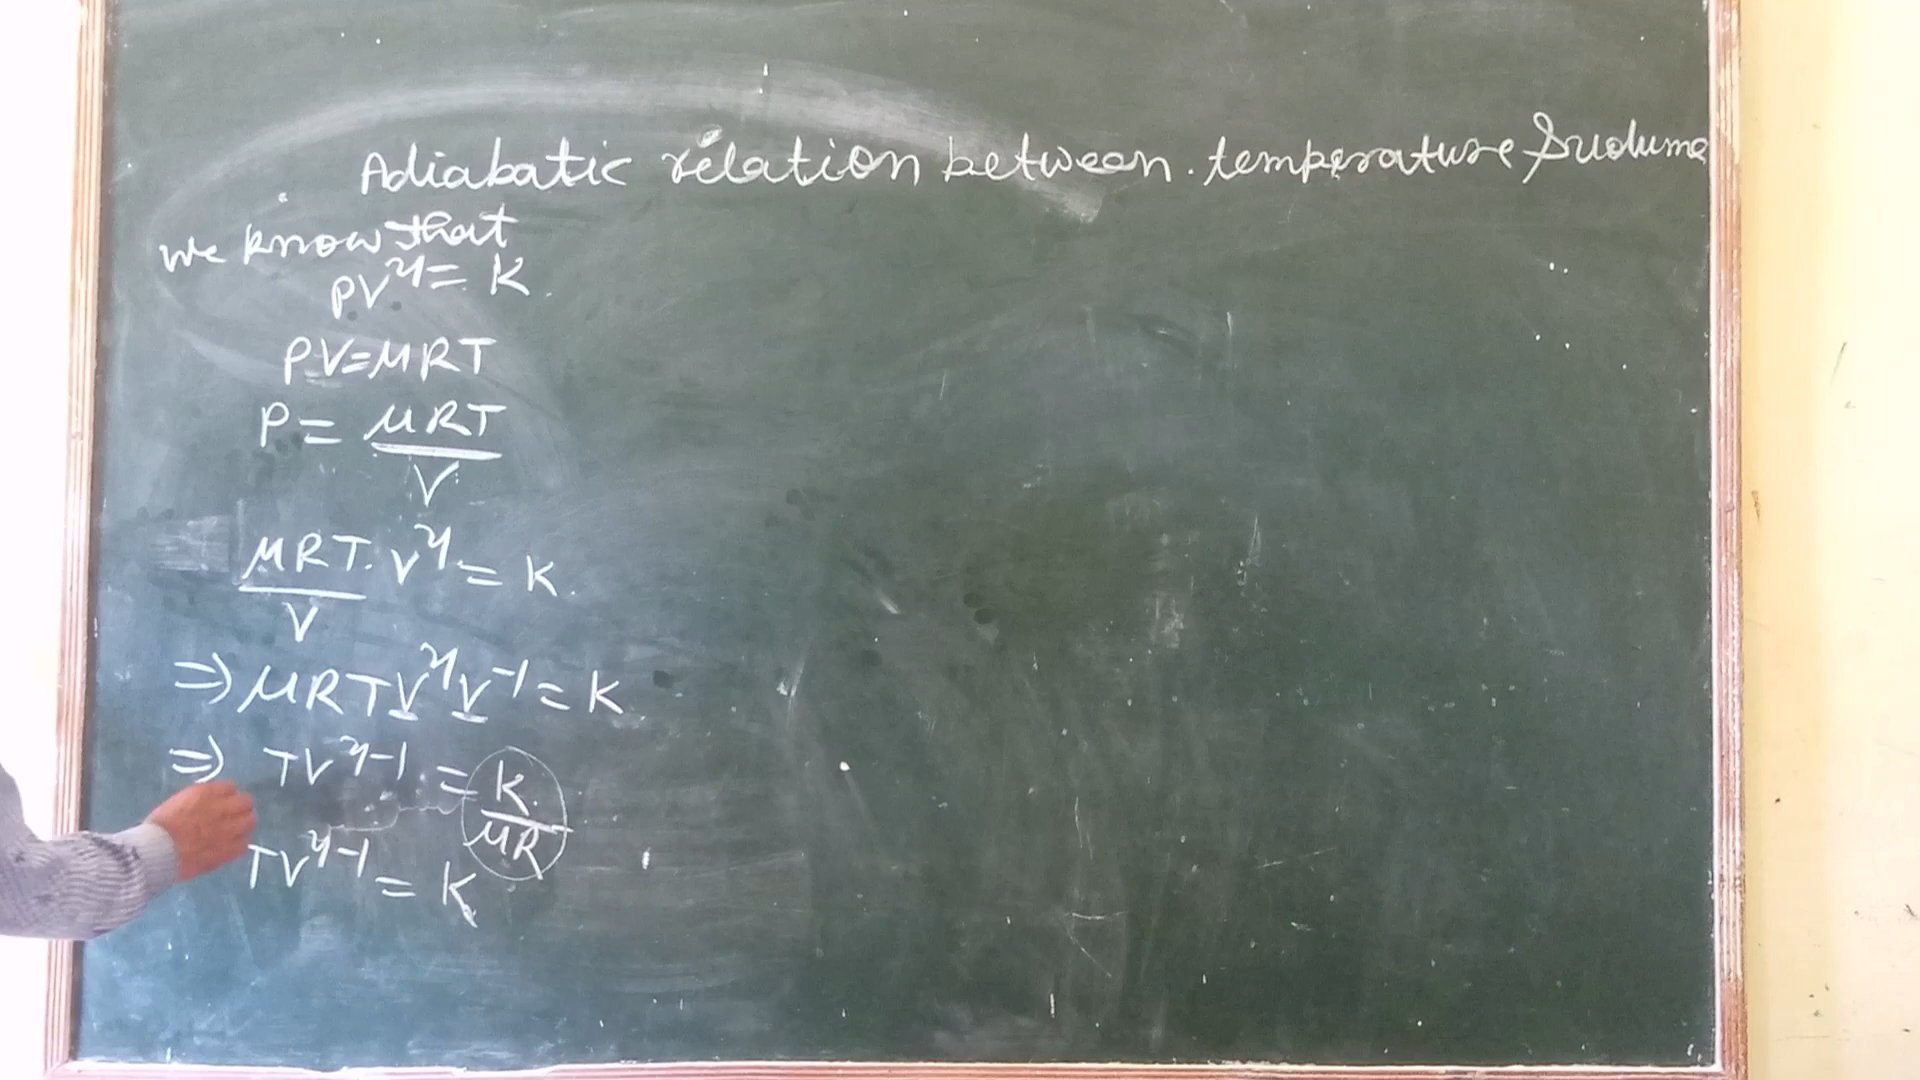 Adiabatic relation between temperature & volume
we know that
PV^γ = K
PV = μRT
P = μRT / V
μRT / V . V^γ = K
⇒ μRTV^γ V^-1 = K
⇒ TV^γ-1 = K / μR
TV^γ-1 = K